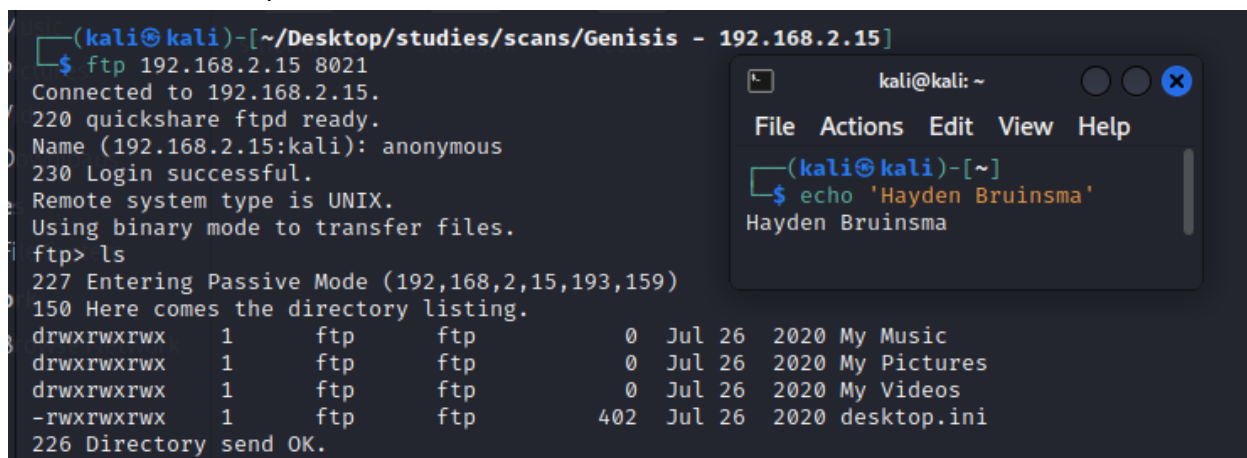 ┌──(kali㉿kali)-[~/Desktop/studies/scans/Genisis - 192.168.2.15]
└─$ ftp 192.168.2.15 8021
Connected to 192.168.2.15.
220 quickshare ftpd ready.
Name (192.168.2.15:kali): anonymous
230 Login successful.
Remote system type is UNIX.
Using binary mode to transfer files.
ftp> ls
227 Entering Passive Mode (192,168,2,15,193,159)
150 Here comes the directory listing.
drwxrwxrwx 1 ftp ftp 0 Jul 26 2020 My Music
drwxrwxrwx 1 ftp ftp 0 Jul 26 2020 My Pictures
drwxrwxrwx 1 ftp ftp 0 Jul 26 2020 My Videos
-rwxrwxrwx 1 ftp ftp 402 Jul 26 2020 desktop.ini
226 Directory send OK.
kali@kali: ~
File Actions Edit View Help
┌──(kali㉿kali)-[~]
└─$ echo 'Hayden Bruinsma'
Hayden Bruinsma